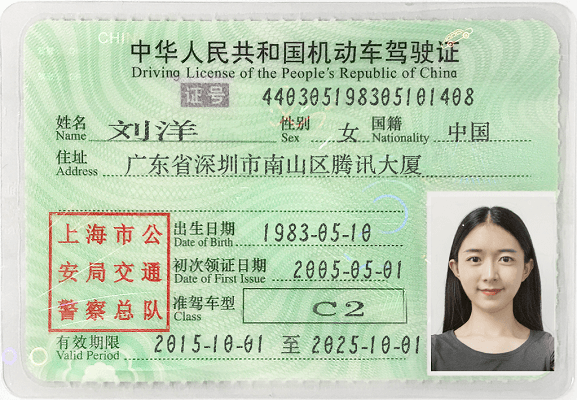 中华人民共和国机动车驾驶证
Driving License of the People's Republic of China
证号 440305198305101408
姓名 刘洋 性别 女 国籍 中国
Name Sex Nationality
住址 广东省深圳市南山区腾讯大厦
Address
上海市公
安局交通
警察总队
出生日期 1983-05-10
Date of Birth
初次领证日期 2005-05-01
Date of First Issue
准驾车型 C2
Class
有效期限 2015-10-01 至 2025-10-01
Valid Period